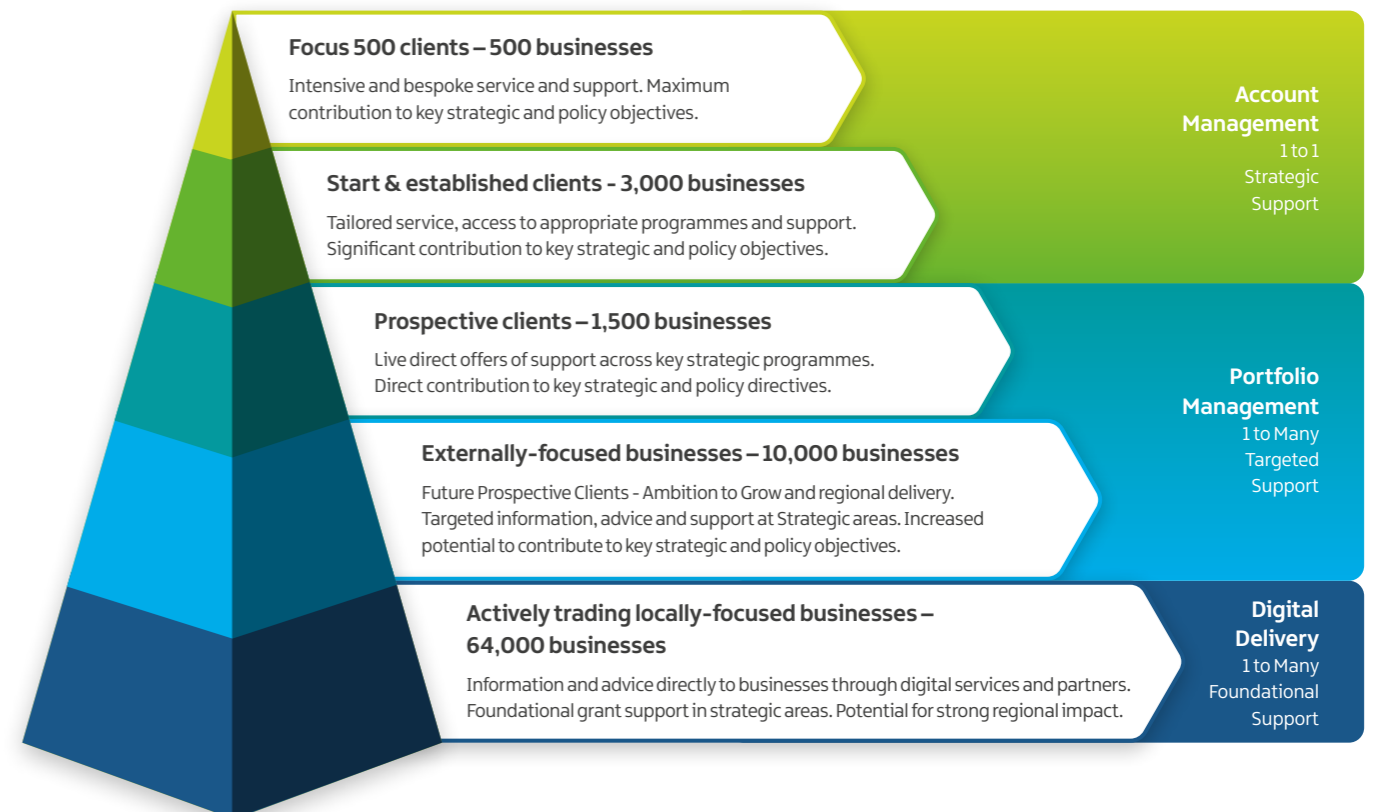 Focus 500 clients – 500 businesses
Intensive and bespoke service and support. Maximum
contribution to key strategic and policy objectives.
Account
Management
1 to 1
Strategic
Support
Start & established clients - 3,000 businesses
Tailored service, access to appropriate programmes and support.
Significant contribution to key strategic and policy objectives.
Prospective clients – 1,500 businesses
Live direct offers of support across key strategic programmes.
Direct contribution to key strategic and policy directives.
Portfolio
Management
1 to Many
Targeted
Support
Externally-focused businesses – 10,000 businesses
Future Prospective Clients - Ambition to Grow and regional delivery.
Targeted information, advice and support at Strategic areas. Increased
potential to contribute to key strategic and policy objectives.
Actively trading locally-focused businesses –
64,000 businesses
Information and advice directly to businesses through digital services and partners.
Foundational grant support in strategic areas. Potential for strong regional impact.
Digital
Delivery
1 to Many
Foundational
Support